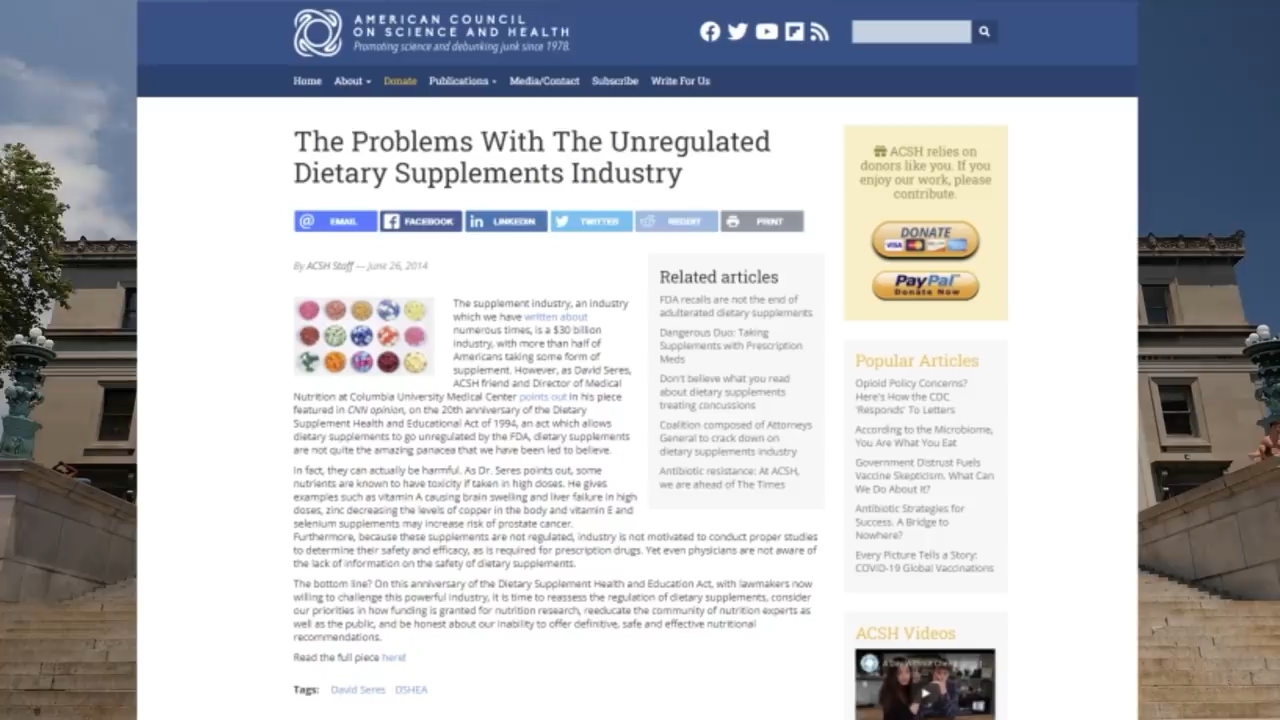 AMERICAN COUNCIL
ON SCIENCE AND HEALTH
Promoting science and debunking junk since 1978.
Home About Donate Publications Media/Contact Subscribe Write For Us
The Problems With The Unregulated
Dietary Supplements Industry
EMAIL FACEBOOK LINKEDIN TWITTER REDDIT PRINT
By ACSH Staff — June 26, 2014
The supplement industry, an industry
which we have written about
numerous times, is a $30 billion
industry, with more than half of
Americans taking some form of
supplement. However, as David Seres,
ACSH friend and Director of Medical
Nutrition at Columbia University Medical Center points out in his piece
featured in CNN opinion, on the 20th anniversary of the Dietary
Supplement Health and Educational Act of 1994, an act which allows
dietary supplements to go unregulated by the FDA, dietary supplements
are not quite the amazing panacea that we have been led to believe.
In fact, they can actually be harmful. As Dr. Seres points out, some
nutrients are known to have toxicity if taken in high doses. He gives
examples such as vitamin A causing brain swelling and liver failure in high
doses, zinc decreasing the levels of copper in the body and vitamin E and
selenium supplements may increase risk of prostate cancer.
Furthermore, because these supplements are not regulated, industry is not motivated to conduct proper studies
to determine their safety and efficacy, as is required for prescription drugs. Yet even physicians are not aware of
the lack of information on the safety of dietary supplements.
The bottom line? On this anniversary of the Dietary Supplement Health and Education Act, with lawmakers now
willing to challenge this powerful industry, it is time to reassess the regulation of dietary supplements, consider
our priorities in how funding is granted for nutrition research, reeducate the community of nutrition experts as
well as the public, and be honest about our inability to offer definitive, safe and effective nutritional
recommendations.
Read the full piece here!
Tags: David Seres DSHEA
Related articles
FDA recalls are not the end of
adulterated dietary supplements
Dangerous Duo: Taking
Supplements with Prescription
Meds
Don't believe what you read
about dietary supplements
treating concussions
Coalition composed of Attorneys
General to crack down on
dietary supplements industry
Antibiotic resistance: At ACSH,
we are ahead of The Times
ACSH relies on
donors like you. If you
enjoy our work, please
contribute.
DONATE
VISA
PayPal
Donate Now
Popular Articles
Opioid Policy Concerns?
Here's How the CDC
'Responds' To Letters
According to the Microbiome,
You Are What You Eat
Government Distrust Fuels
Vaccine Skepticism. What Can
We Do About It?
Antibiotic Strategies for
Success. A Bridge to
Nowhere?
Every Picture Tells a Story:
COVID-19 Global Vaccinations
ACSH Videos
A Day Without